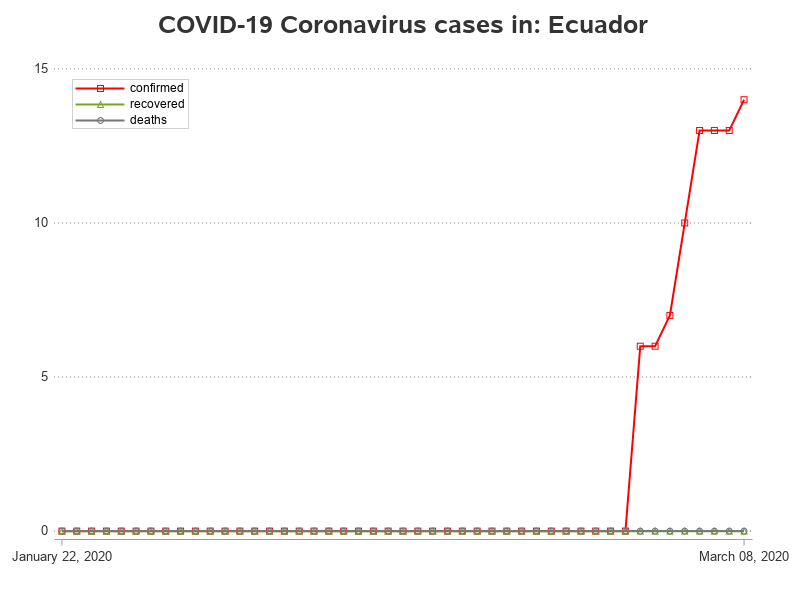 COVID-19 Coronavirus cases in: Ecuador
15
confirmed
recovered
deaths
10
5
0
January 22, 2020
March 08, 2020